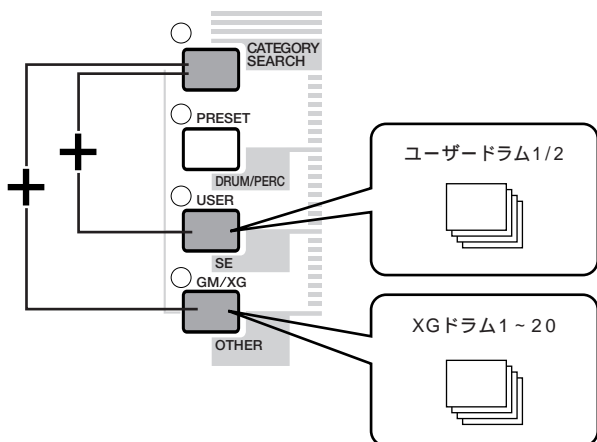 CATEGORY
SEARCH
PRESET
DRUM/PERC
USER
SE
GM/XG
OTHER
ユーザードラム1/2
XGドラム1~20